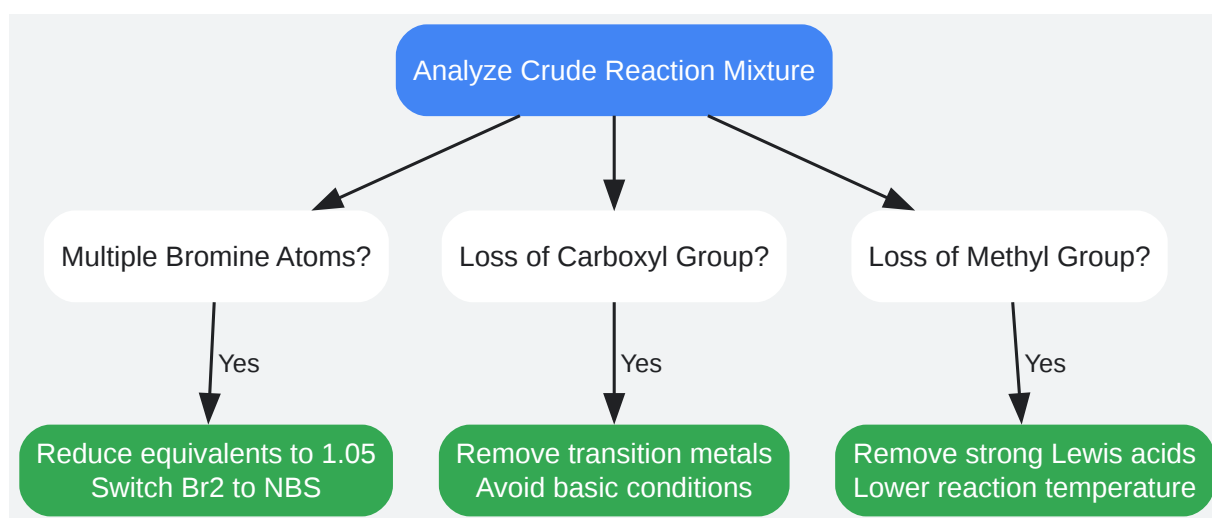 Analyze Crude Reaction Mixture
Multiple Bromine Atoms?
Loss of Carboxyl Group?
Loss of Methyl Group?
Yes
Yes
Yes
Reduce equivalents to 1.05
Switch Br2 to NBS
Remove transition metals
Avoid basic conditions
Remove strong Lewis acids
Lower reaction temperature